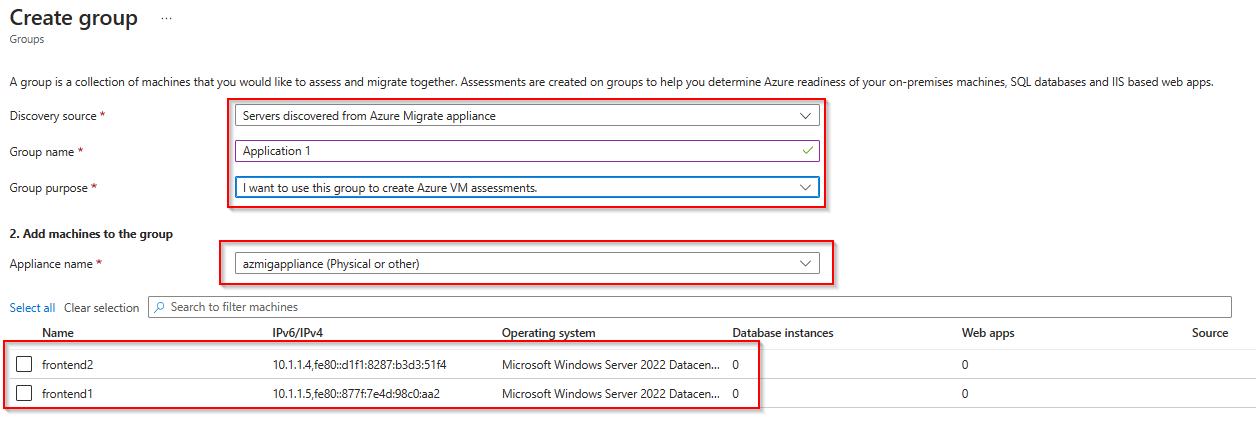 Create group ...
Groups
A group is a collection of machines that you would like to assess and migrate together. Assessments are created on groups to help you determine Azure readiness of your on-premises machines, SQL databases and IIS based web apps.
Discovery source * Servers discovered from Azure Migrate appliance
Group name * Application 1
Group purpose * I want to use this group to create Azure VM assessments.
2. Add machines to the group
Appliance name * azmigappliance (Physical or other)
Select all Clear selection Search to filter machines
Name IPv6/IPv4 Operating system Database instances Web apps Source
frontend2 10.1.1.4,fe80::d1f1:8287:b3d3:51f4 Microsoft Windows Server 2022 Datacen... 0 0
frontend1 10.1.1.5,fe80::877f:7e4d:98c0:aa2 Microsoft Windows Server 2022 Datacen... 0 0